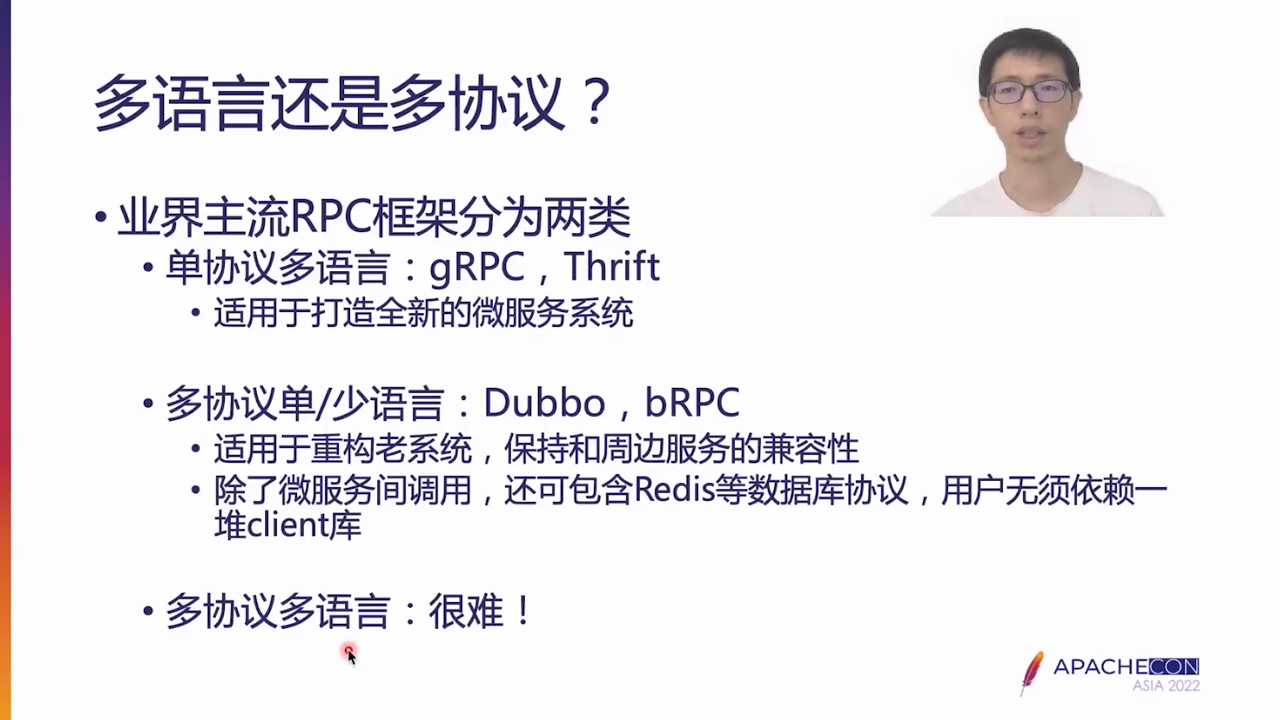 多语言还是多协议？
• 业界主流RPC框架分为两类
• 单协议多语言：gRPC，Thrift
• 适用于打造全新的微服务系统
• 多协议单/少语言：Dubbo，bRPC
• 适用于重构老系统，保持和周边服务的兼容性
• 除了微服务间调用，还可包含Redis等数据库协议，用户无须依赖一
堆client库
• 多协议多语言：很难！
APACHECON
ASIA 2022